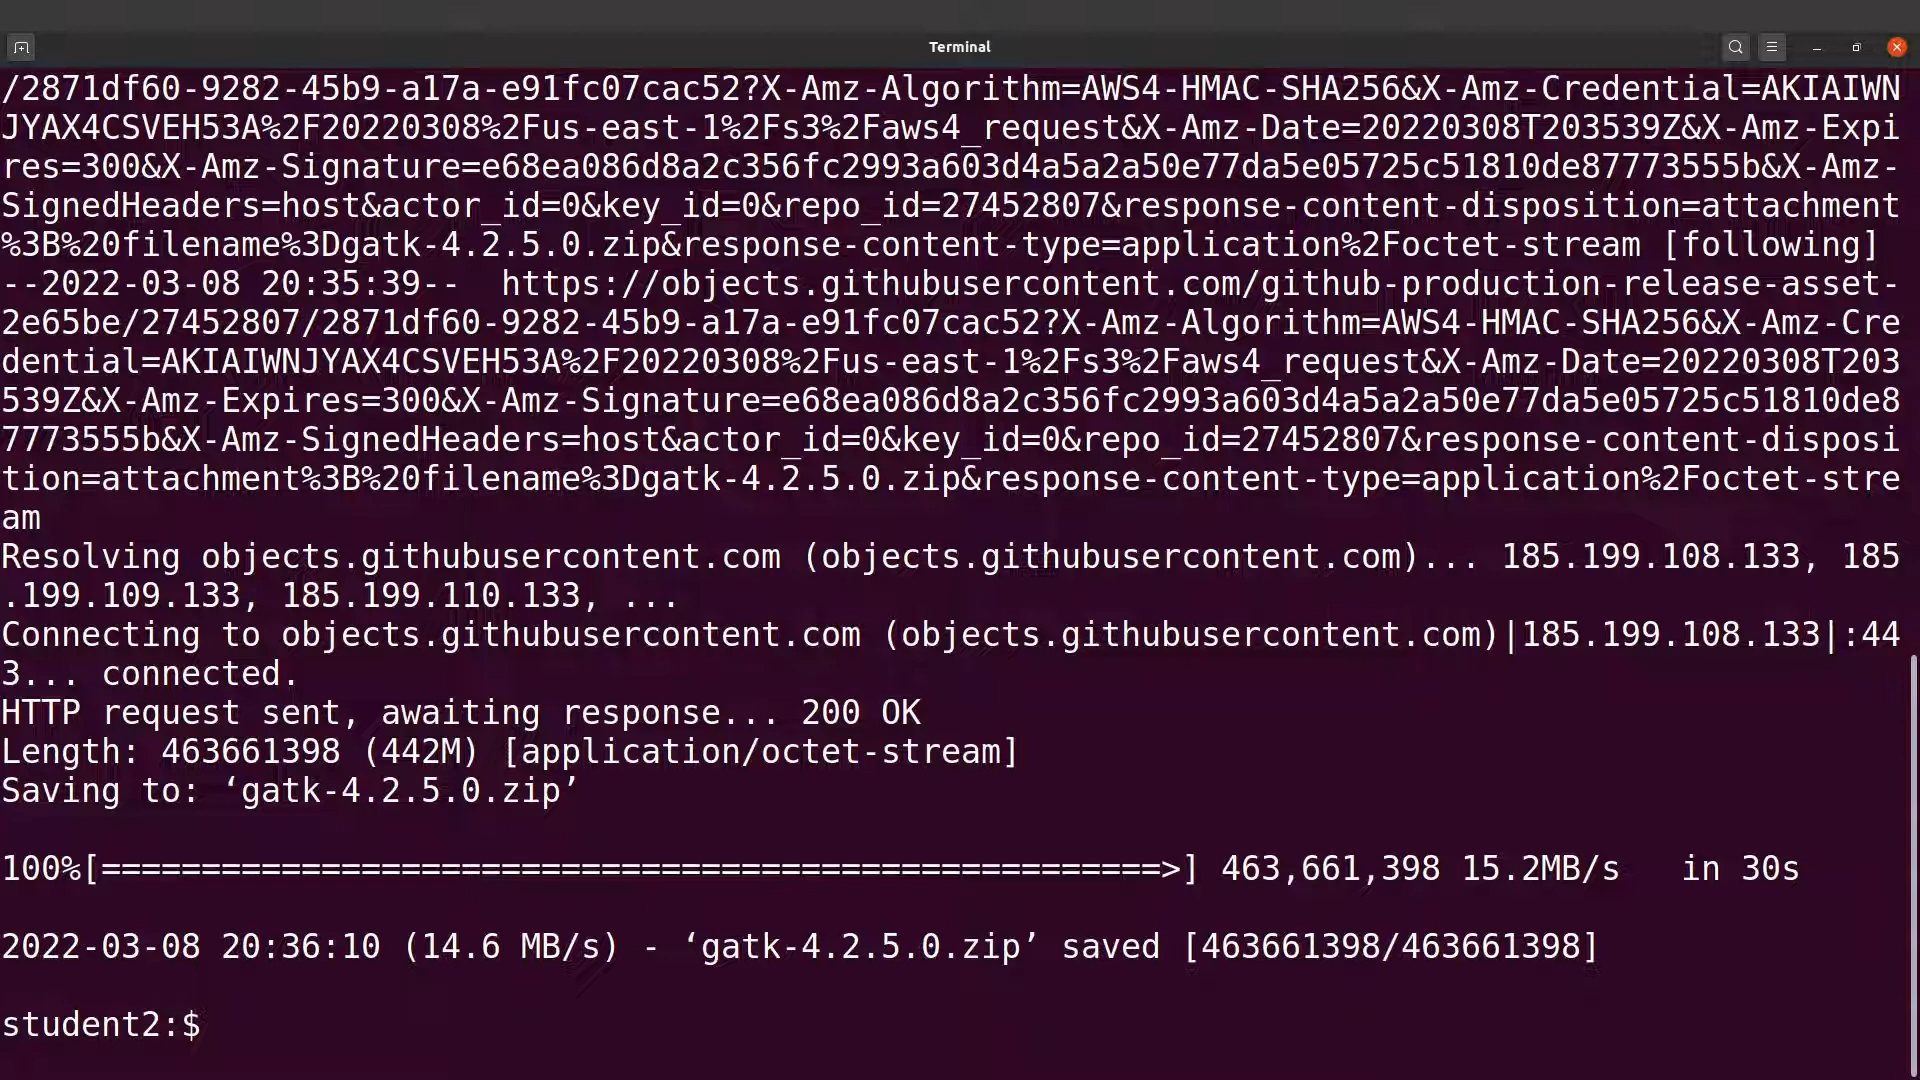 Terminal
/2871df60-9282-45b9-a17a-e91fc07cac52?X-Amz-Algorithm=AWS4-HMAC-SHA256&X-Amz-Credential=AKIAIWN
JYAX4CSVEH53A%2F20220308%2Fus-east-1%2Fs3%2Faws4_request&X-Amz-Date=20220308T203539Z&X-Amz-Expi
res=300&X-Amz-Signature=e68ea086d8a2c356fc2993a603d4a5a2a50e77da5e05725c51810de87773555b&X-Amz-
SignedHeaders=host&actor_id=0&key_id=0&repo_id=27452807&response-content-disposition=attachment
%3B%20filename%3Dgatk-4.2.5.0.zip&response-content-type=application%2Foctet-stream [following]
--2022-03-08 20:35:39--  https://objects.githubusercontent.com/github-production-release-asset-
2e65be/27452807/2871df60-9282-45b9-a17a-e91fc07cac52?X-Amz-Algorithm=AWS4-HMAC-SHA256&X-Amz-Cre
dential=AKIAIWNJYAX4CSVEH53A%2F20220308%2Fus-east-1%2Fs3%2Faws4_request&X-Amz-Date=20220308T203
539Z&X-Amz-Expires=300&X-Amz-Signature=e68ea086d8a2c356fc2993a603d4a5a2a50e77da5e05725c51810de8
7773555b&X-Amz-SignedHeaders=host&actor_id=0&key_id=0&repo_id=27452807&response-content-disposi
tion=attachment%3B%20filename%3Dgatk-4.2.5.0.zip&response-content-type=application%2Foctet-stre
am
Resolving objects.githubusercontent.com (objects.githubusercontent.com)... 185.199.108.133, 185
.199.109.133, 185.199.110.133, ...
Connecting to objects.githubusercontent.com (objects.githubusercontent.com)|185.199.108.133|:44
3... connected.
HTTP request sent, awaiting response... 200 OK
Length: 463661398 (442M) [application/octet-stream]
Saving to: ‘gatk-4.2.5.0.zip’
100%[=====================================================>] 463,661,398 15.2MB/s   in 30s
2022-03-08 20:36:10 (14.6 MB/s) - ‘gatk-4.2.5.0.zip’ saved [463661398/463661398]
student2:$